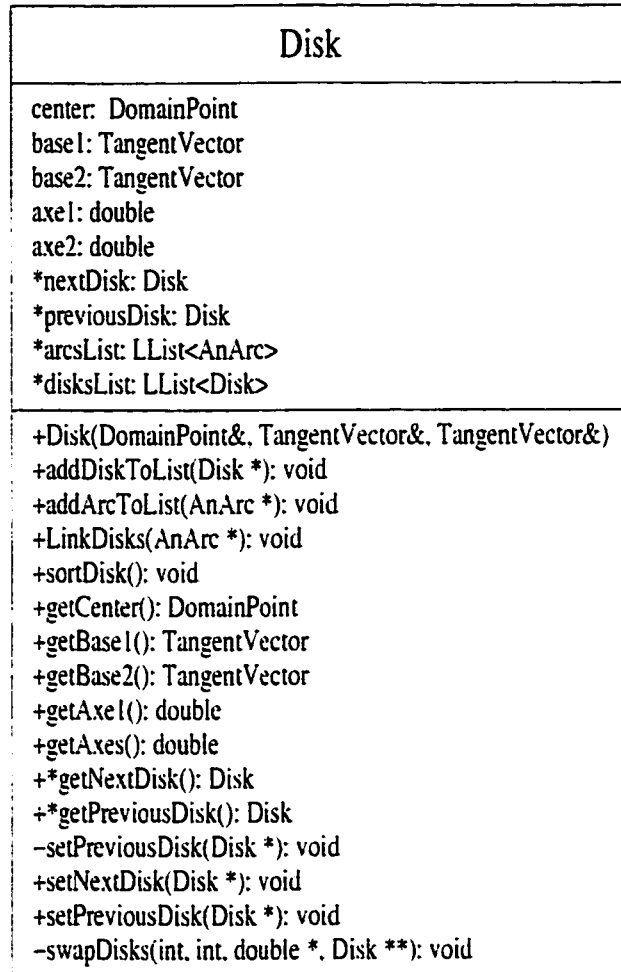 Disk
center: DomainPoint
base1: TangentVector
base2: TangentVector
axe1: double
axe2: double
*nextDisk: Disk
*previousDisk: Disk
*arcsList: LList<AnArc>
*disksList: LList<Disk>
+Disk(DomainPoint&, TangentVector&, TangentVector&)
+addDiskToList(Disk *): void
+addArcToList(AnArc *): void
+LinkDisks(AnArc *): void
+sortDisk(): void
+getCenter(): DomainPoint
+getBase1(): TangentVector
+getBase2(): TangentVector
+getAxe1(): double
+getAxes(): double
+*getNextDisk(): Disk
+*getPreviousDisk(): Disk
-setPreviousDisk(Disk *): void
+setNextDisk(Disk *): void
+setPreviousDisk(Disk *): void
-swapDisks(int, int, double *, Disk **): void